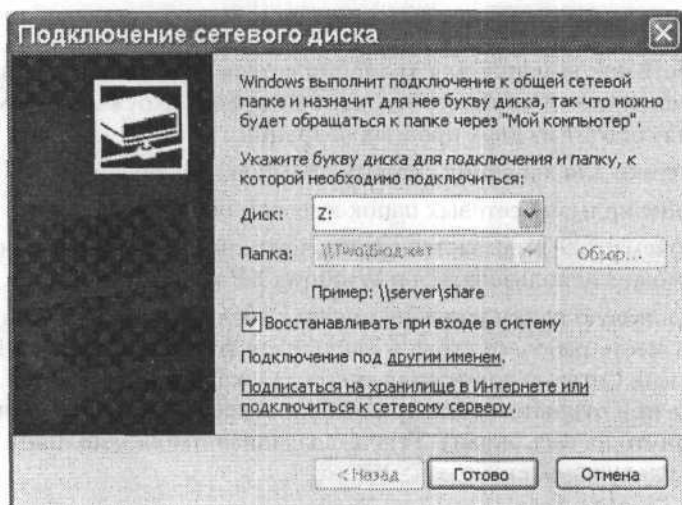 Подключение сетевого диска
Windows выполнит подключение к общей сетевой
папке и назначит для нее букву диска, так что можно
будет обращаться к папке через "Мой компьютер".
Укажите букву диска для подключения и папку, к
которой необходимо подключиться:
Диск: Z:
Папка: \\Two\Бюджет Обзор...
Пример: \\server\share
Восстанавливать при входе в систему
Подключение под другим именем.
Подписаться на хранилище в Интернете или
подключиться к сетевому серверу.
< Назад Готово Отмена